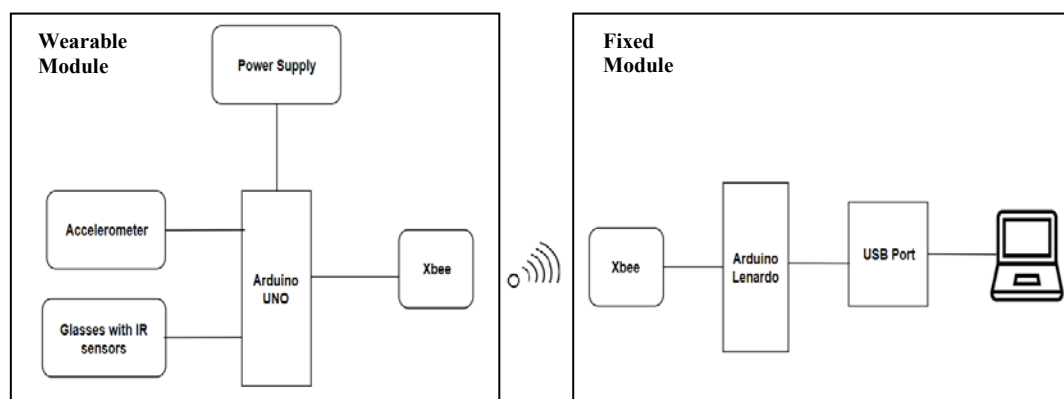 Wearable
Module
Power Supply
Accelerometer
Arduino
UNO
Glasses with IR
sensors
Xbee
Fixed
Module
Xbee
Arduino
Lenardo
USB Port